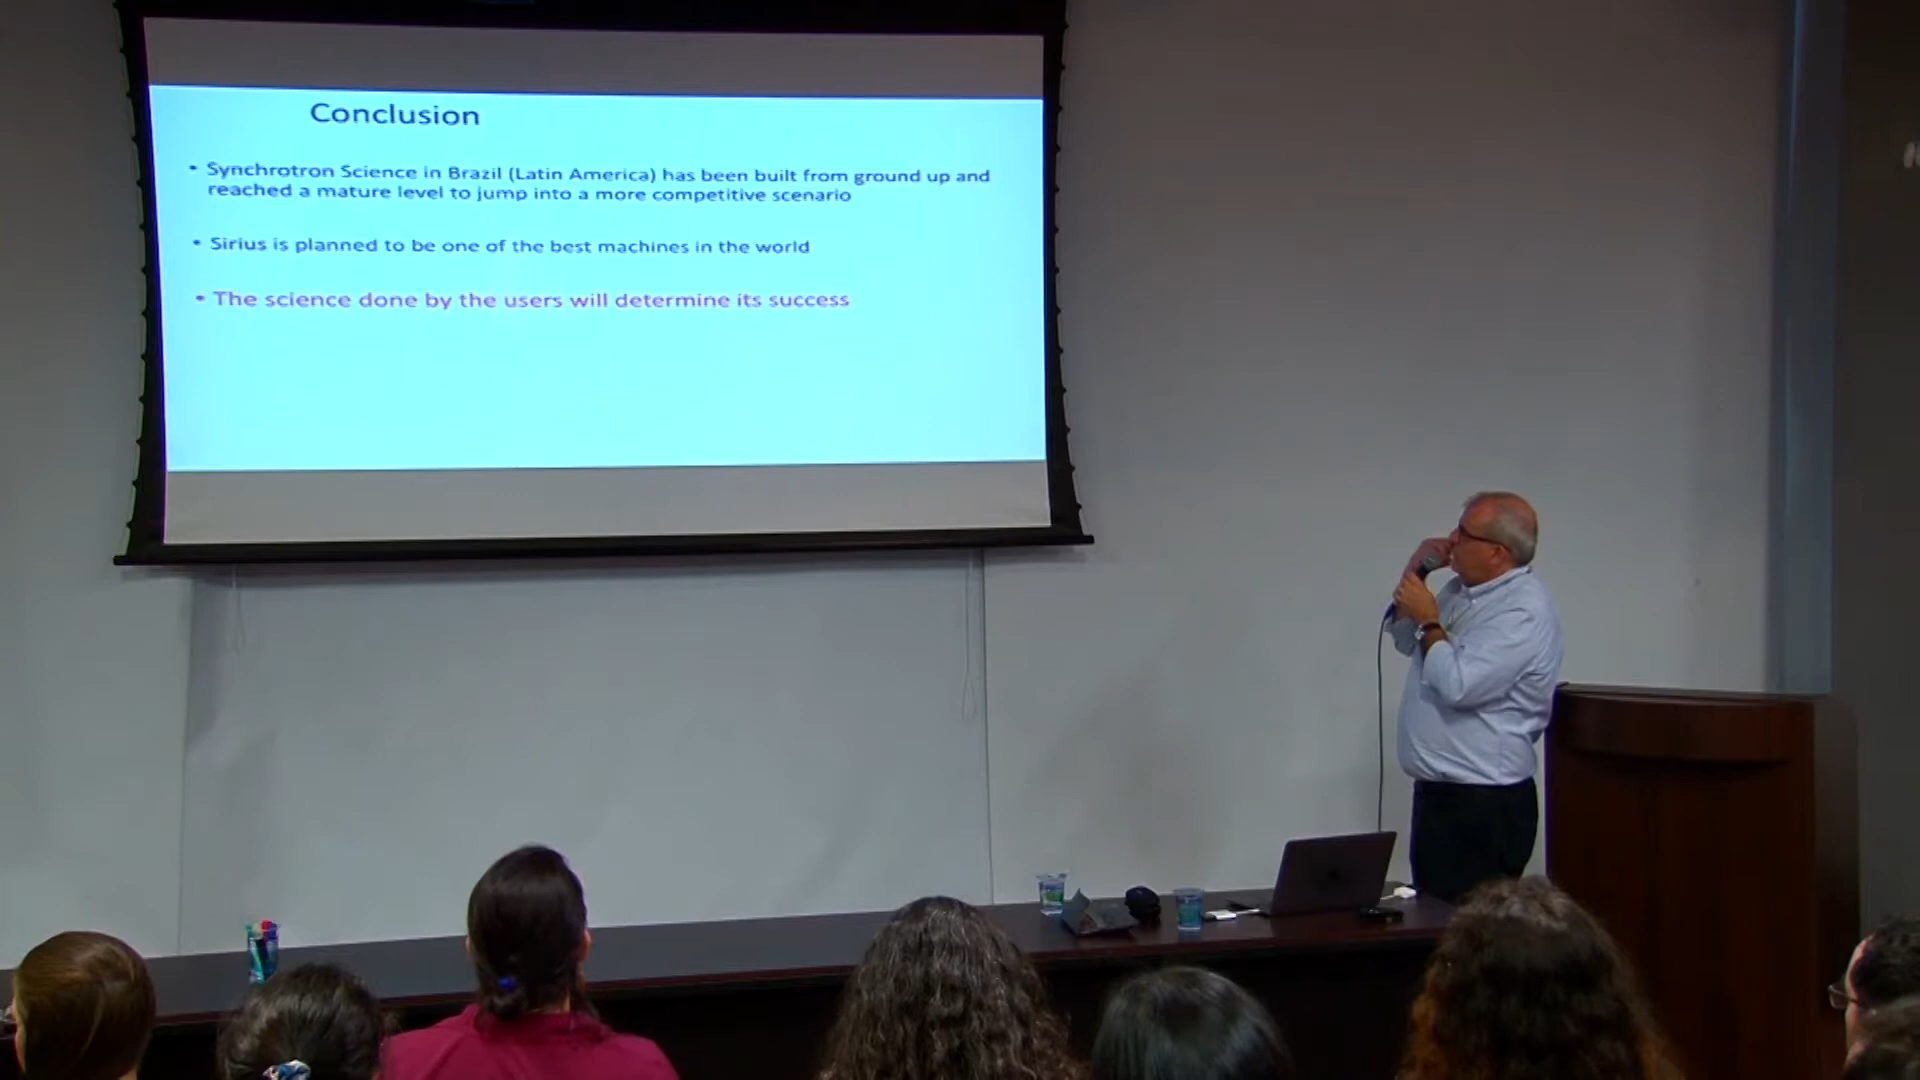 Conclusion
• Synchrotron Science in Brazil (Latin America) has been built from ground up and
reached a mature level to jump into a more competitive scenario
• Sirius is planned to be one of the best machines in the world
• The science done by the users will determine its success